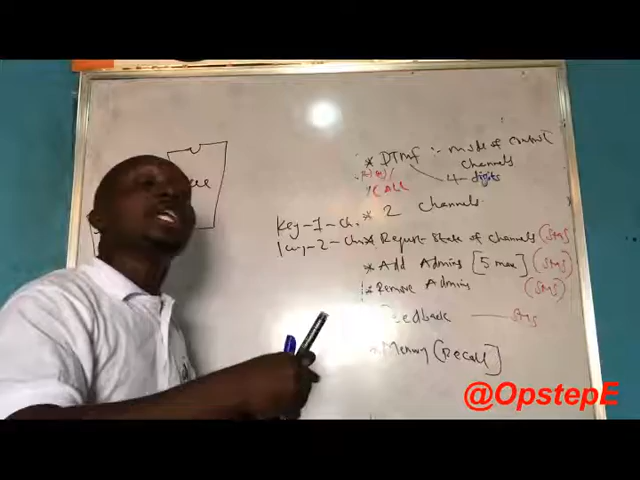 * DTMF :- mode of control
channels
4-digits
/CALL
* 2 channels
Key-1-Ch.
Key-2-Ch
* Request State of channels (SMS)
* Add Admins [5 max] (SMS)
* Remove Admins (SMS)
Feedback — SMS
Memory [Recall]
@OpstepE